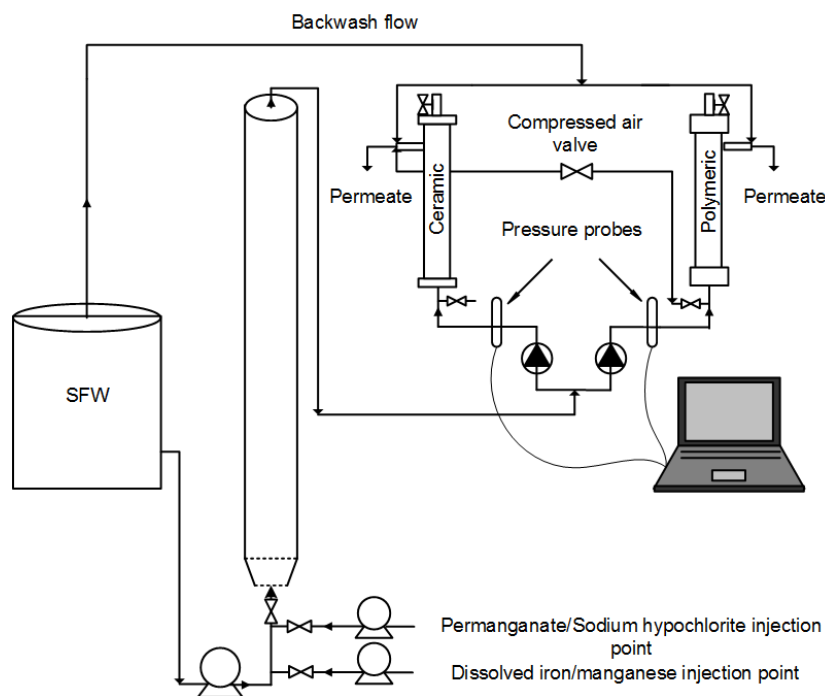 Backwash flow
Compressed air
valve
Permeate
Ceramic
Polymeric
Permeate
Pressure probes
SFW
Permanganate/Sodium hypochlorite injection
point
Dissolved iron/manganese injection point